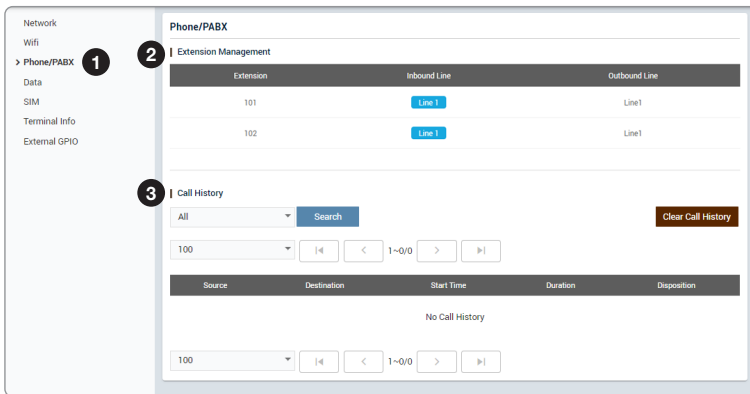 Network
Wifi
> Phone/PABX 1
Data
SIM
Terminal Info
External GPIO
Phone/PABX
2 Extension Management
Extension Inbound Line Outbound Line
101 Line 1 Line1
102 Line 1 Line1
3 Call History
All Search Clear Call History
100 1~0/0
Source Destination Start Time Duration Disposition
No Call History
100 1~0/0